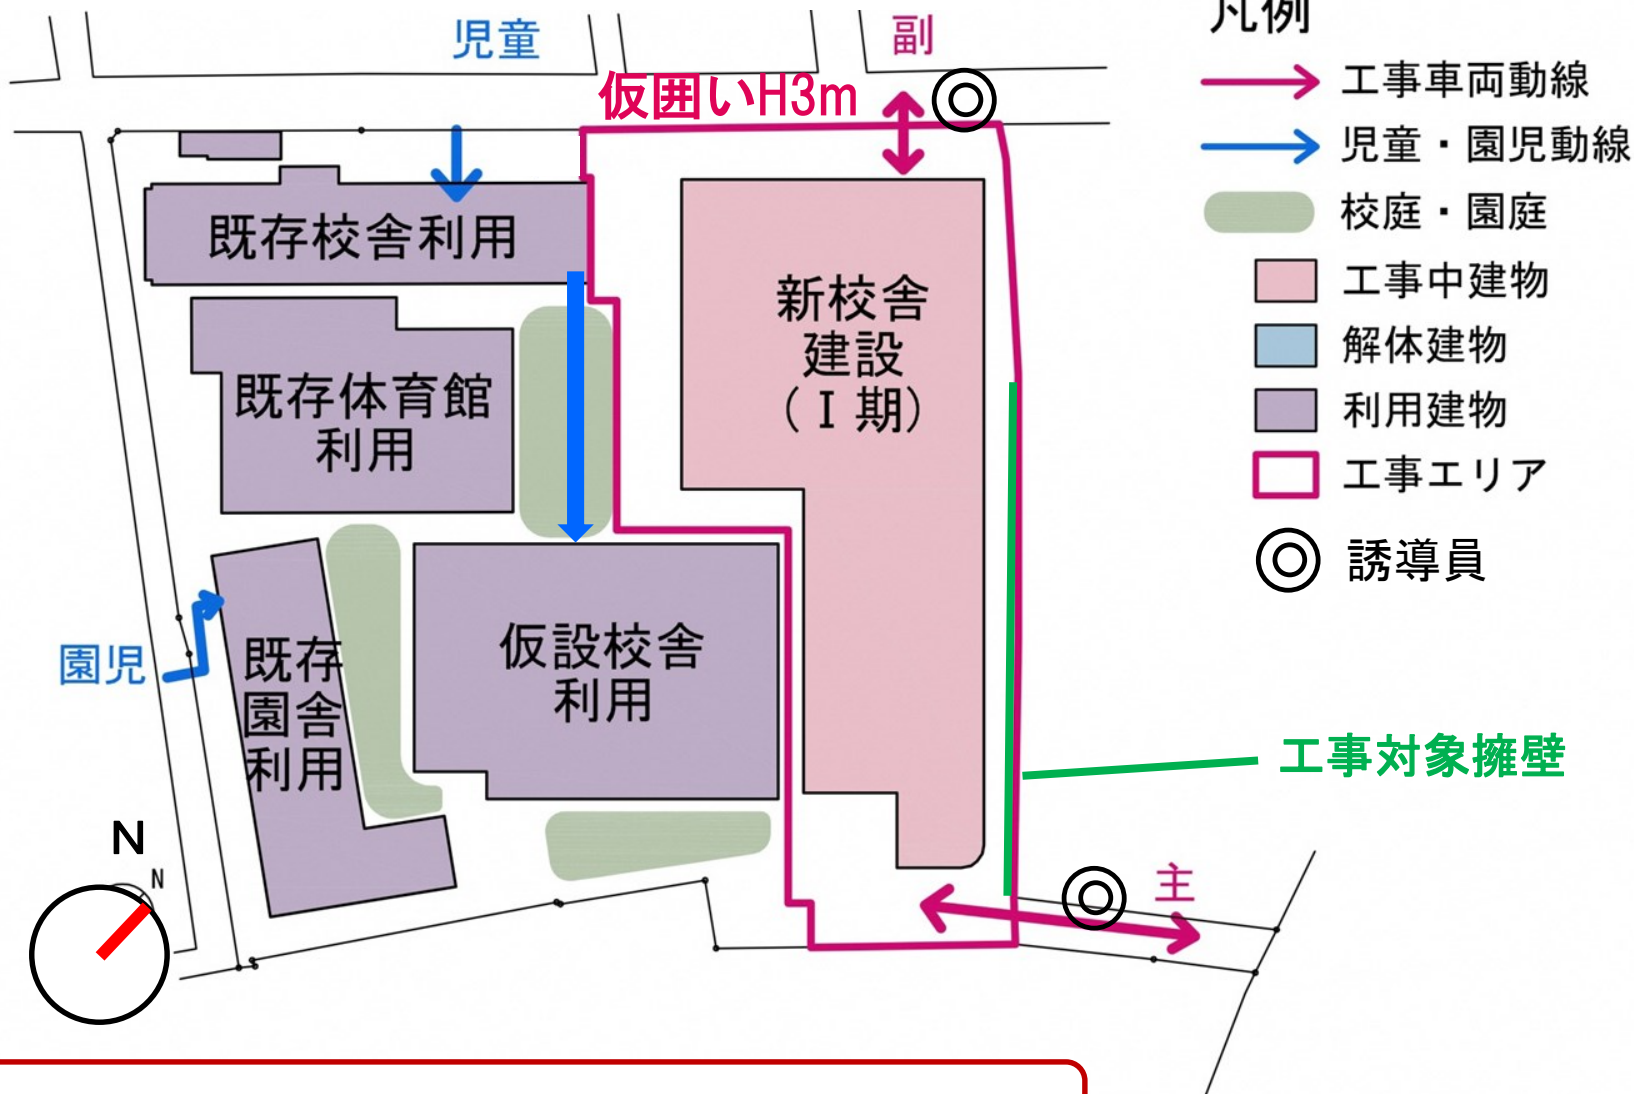 児童
副
凡例
仮囲いH3m
工事車両動線
児童・園児動線
校庭・園庭
工事中建物
解体建物
利用建物
工事エリア
誘導員
既存校舎利用
新校舎
建設
(Ⅰ期)
既存体育館
利用
園児
既存
園舎
利用
仮設校舎
利用
工事対象擁壁
主
N
N